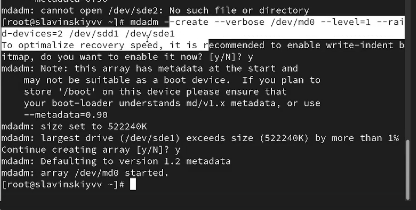 mdadm: cannot open /dev/sde2: No such file or directory
[root@slavinskiyvv ~]# mdadm --create --verbose /dev/md0 --level=1 --rai
d-devices=2 /dev/sdd1 /dev/sde1
To optimalize recovery speed, it is recommended to enable write-indent b
itmap, do you want to enable it now? [y/N]? y
mdadm: Note: this array has metadata at the start and
may not be suitable as a boot device.  If you plan to
store '/boot' on this device please ensure that
your boot-loader understands md/v1.x metadata, or use
--metadata=0.90
mdadm: size set to 522240K
mdadm: largest drive (/dev/sde1) exceeds size (522240K) by more than 1%
Continue creating array [y/N]? y
mdadm: Defaulting to version 1.2 metadata
mdadm: array /dev/md0 started.
[root@slavinskiyvv ~]#